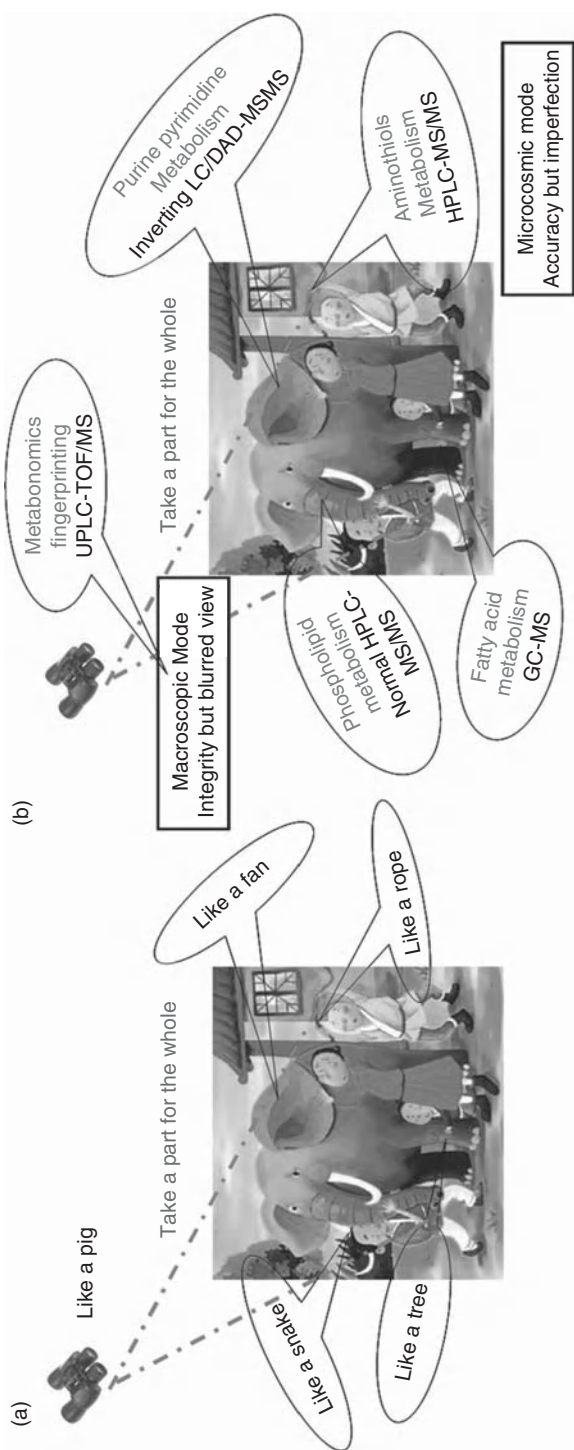 (a)
Like a pig
Take a part for the whole
Like a fan
Like a snake
Like a rope
Like a tree
(b)
Metabonomics
fingerprinting
UPLC-TOF/MS
Macroscopic Mode
Integrity but blurred view
Take a part for the whole
Purine pyrimidine
Metabolism
Inverting LC/DAD-MSMS
Phospholipid
metabolism
Normal HPLC-
MS/MS
Aminothiols
Metabolism
HPLC-MS/MS
Fatty acid
metabolism
GC-MS
Microcosmic mode
Accuracy but imperfection